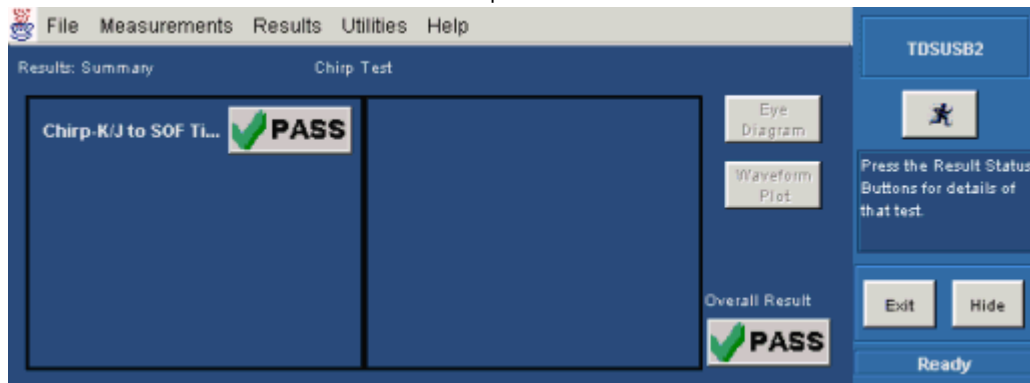 File Measurements Results Utilities Help
TDSUSB2
Results: Summary Chirp Test
Chirp-K/J to SOF Ti... PASS
Eye
Diagram
Waveform
Plot
Press the Result Status
Buttons for details of
that test.
Overall Result
PASS
Exit Hide
Ready